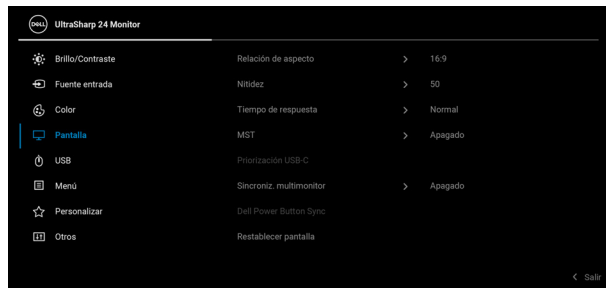 DELL UltraSharp 24 Monitor
Brillo/Contraste Relación de aspecto > 16:9
Fuente entrada Nitidez > 50
Color Tiempo de respuesta > Normal
Pantalla MST > Apagado
USB Priorización USB-C
Menú Sincroniz. multimonitor > Apagado
Personalizar Dell Power Button Sync
Otros Restablecer pantalla
< Salir